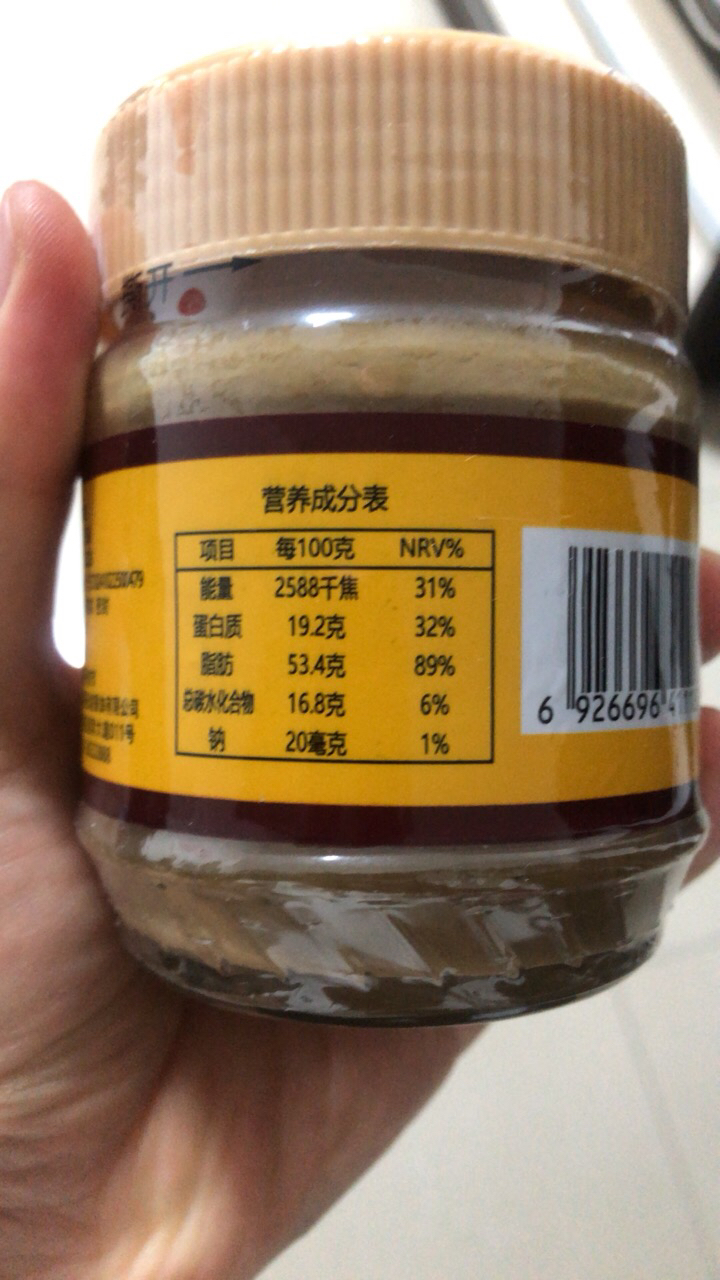 撕开
营养成分表
项目 每100克 NRV%
能量 2588千焦 31%
蛋白质 19.2克 32%
脂肪 53.4克 89%
总碳水化合物 16.8克 6%
钠 20毫克 1%
6 926696